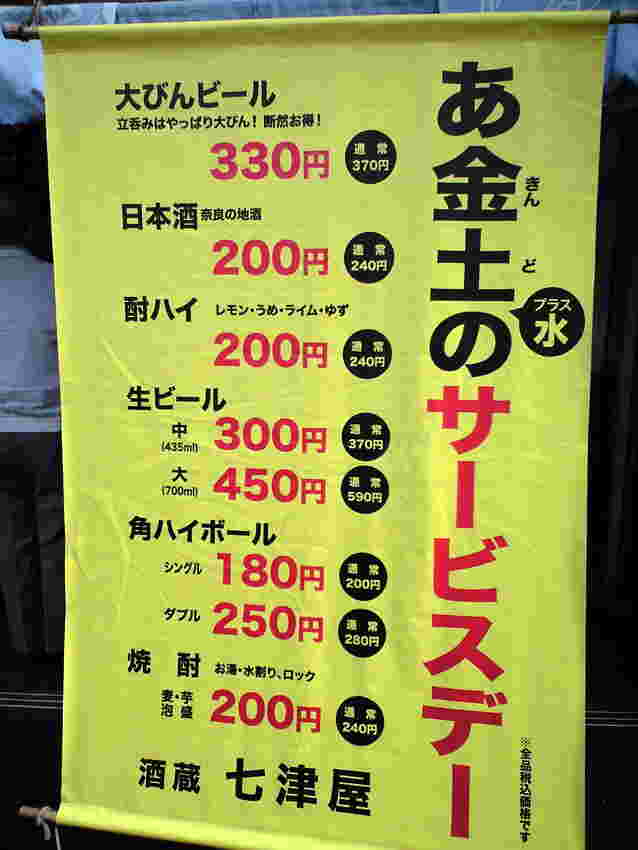 あ金土のサービスデー
きん
ど
プラス
水
大びんビール
立呑みはやっぱり大びん！断然お得！
330円
通常
370円
日本酒 奈良の地酒
200円
通常
240円
酎ハイ レモン・うめ・ライム・ゆず
200円
通常
240円
生ビール
中
(435ml)
300円
通常
370円
大
(700ml)
450円
通常
590円
角ハイボール
シングル
180円
通常
200円
ダブル
250円
通常
280円
焼酎 お湯・水割り、ロック
麦・芋
泡盛
200円
通常
240円
酒蔵 七津屋
※全品税込価格です